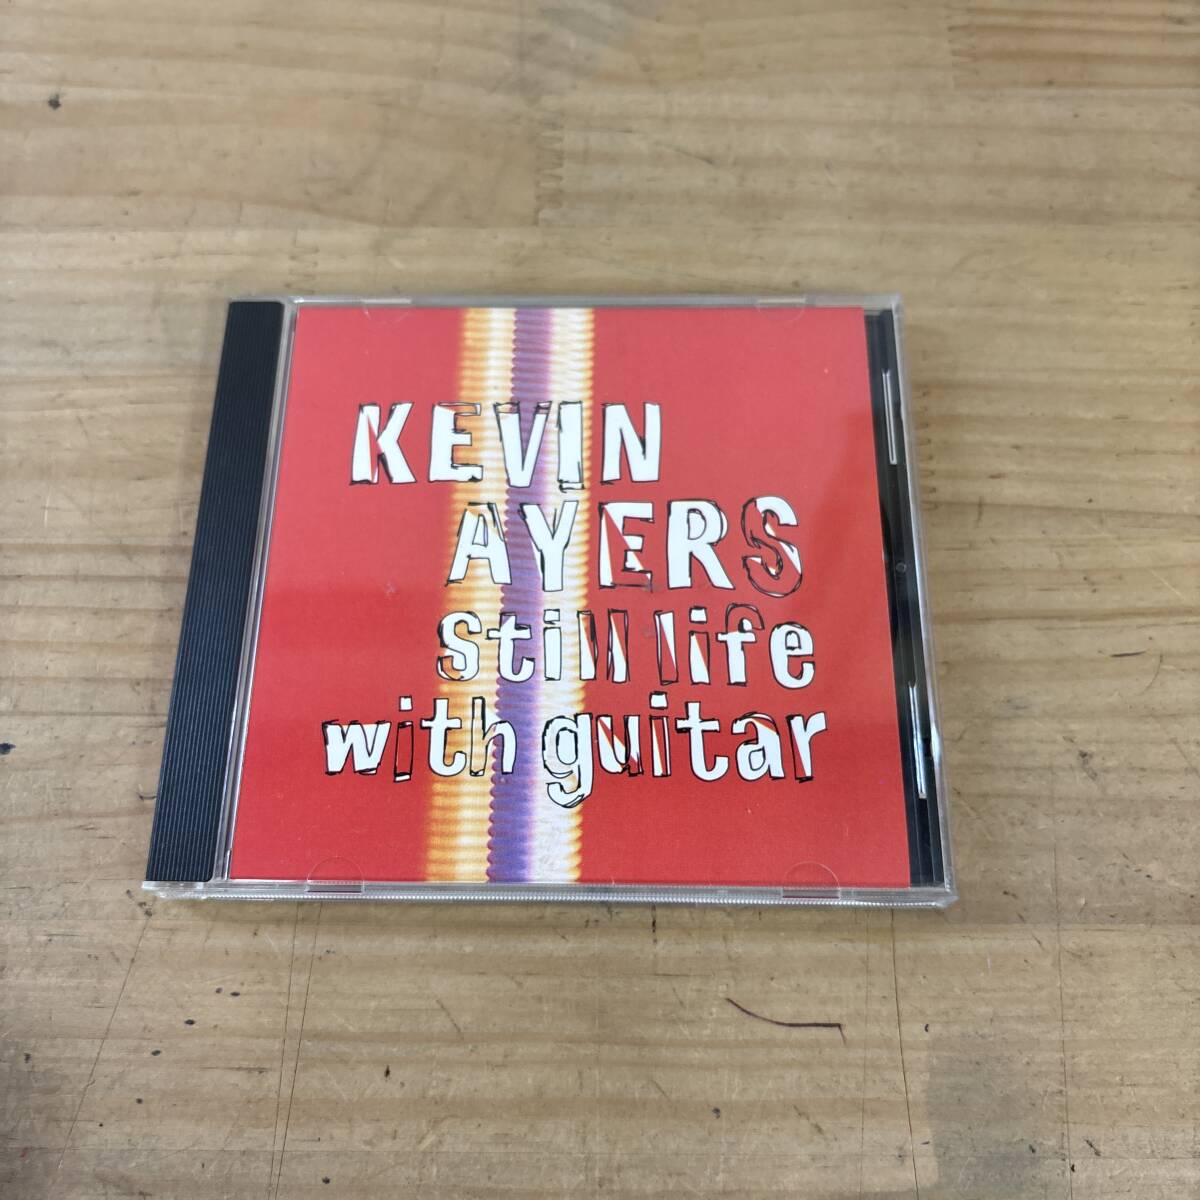 KEVIN
AYERS
still life
with guitar